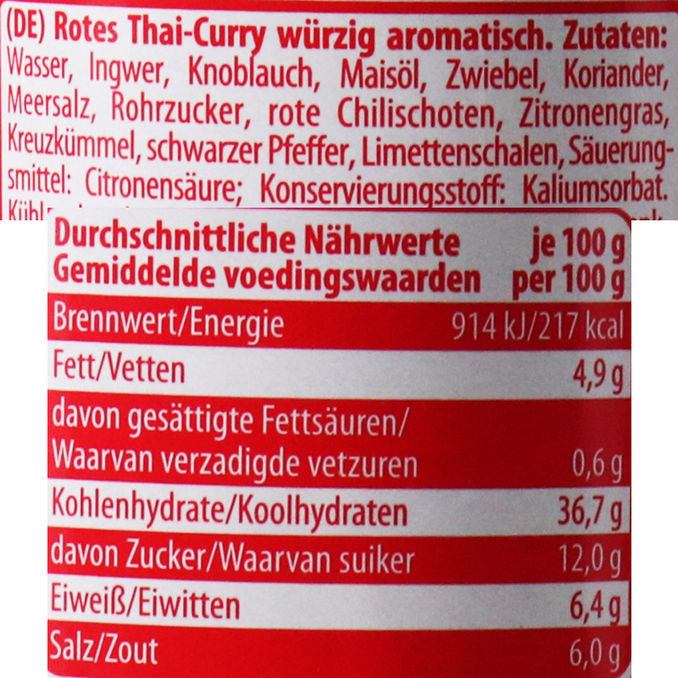 (DE) Rotes Thai-Curry würzig aromatisch. Zutaten:
Wasser, Ingwer, Knoblauch, Maisöl, Zwiebel, Koriander,
Meersalz, Rohrzucker, rote Chilischoten, Zitronengras,
Kreuzkümmel, schwarzer Pfeffer, Limettenschalen, Säuerung-
smittel: Citronensäure; Konservierungsstoff: Kaliumsorbat.
Durchschnittliche Nährwerte je 100 g
Gemiddelde voedingswaarden per 100 g
Brennwert/Energie 914 kJ/217 kcal
Fett/Vetten 4,9 g
davon gesättigte Fettsäuren/
Waarvan verzadigde vetzuren 0,6 g
Kohlenhydrate/Koolhydraten 36,7 g
davon Zucker/Waarvan suiker 12,0 g
Eiweiß/Eiwitten 6,4 g
Salz/Zout 6,0 g